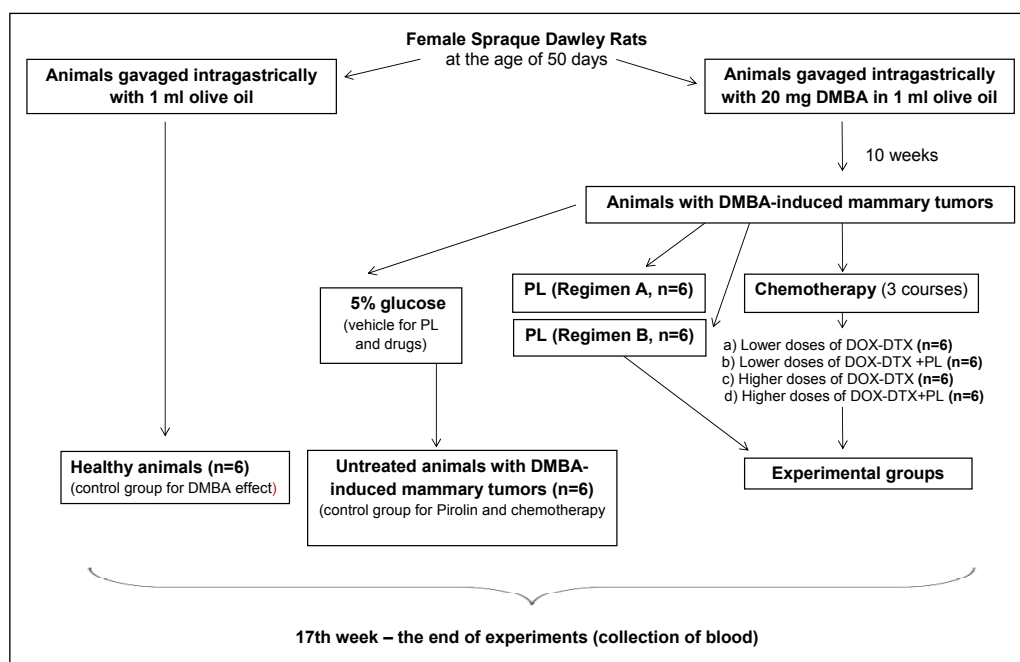 Female Spraque Dawley Rats
at the age of 50 days
Animals gavaged intragastrically
with 1 ml olive oil
Animals gavaged intragastrically
with 20 mg DMBA in 1 ml olive oil
10 weeks
Animals with DMBA-induced mammary tumors
5% glucose
(vehicle for PL
and drugs)
PL (Regimen A, n=6)
PL (Regimen B, n=6)
Chemotherapy (3 courses)
a) Lower doses of DOX-DTX (n=6)
b) Lower doses of DOX-DTX +PL (n=6)
c) Higher doses of DOX-DTX (n=6)
d) Higher doses of DOX-DTX+PL (n=6)
Healthy animals (n=6)
(control group for DMBA effect)
Untreated animals with DMBA-
induced mammary tumors (n=6)
(control group for Pirolin and chemotherapy
Experimental groups
17th week – the end of experiments (collection of blood)